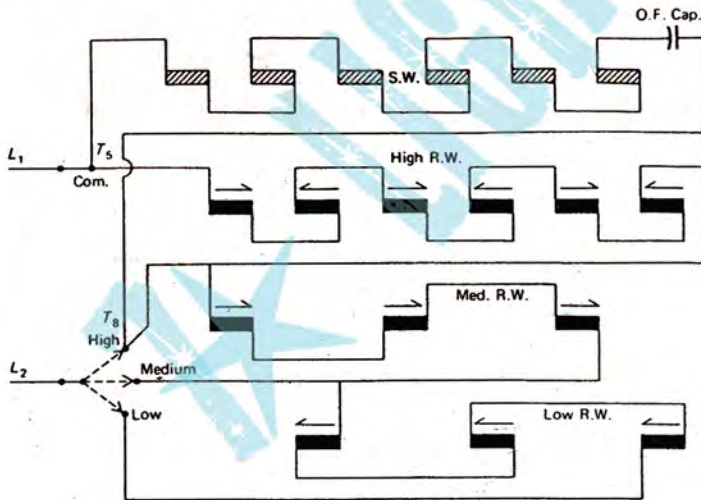 O.F. Cap.
S.W.
L1
T5
Com.
High R.W.
Med. R.W.
T8
High
L2
Medium
Low
Low R.W.